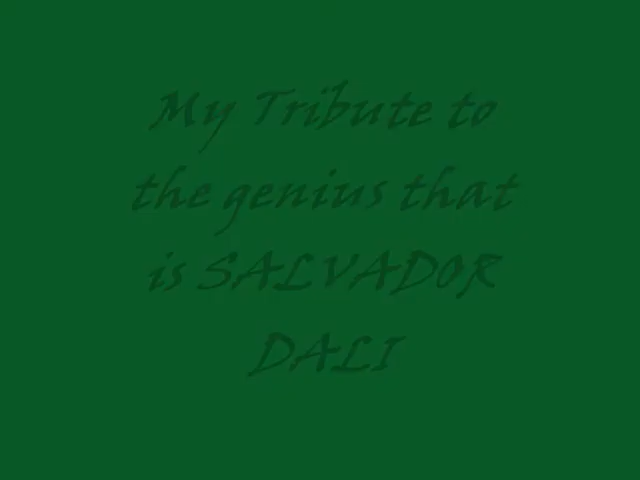 My Tribute to
the genius that
is SALVADOR
DALI